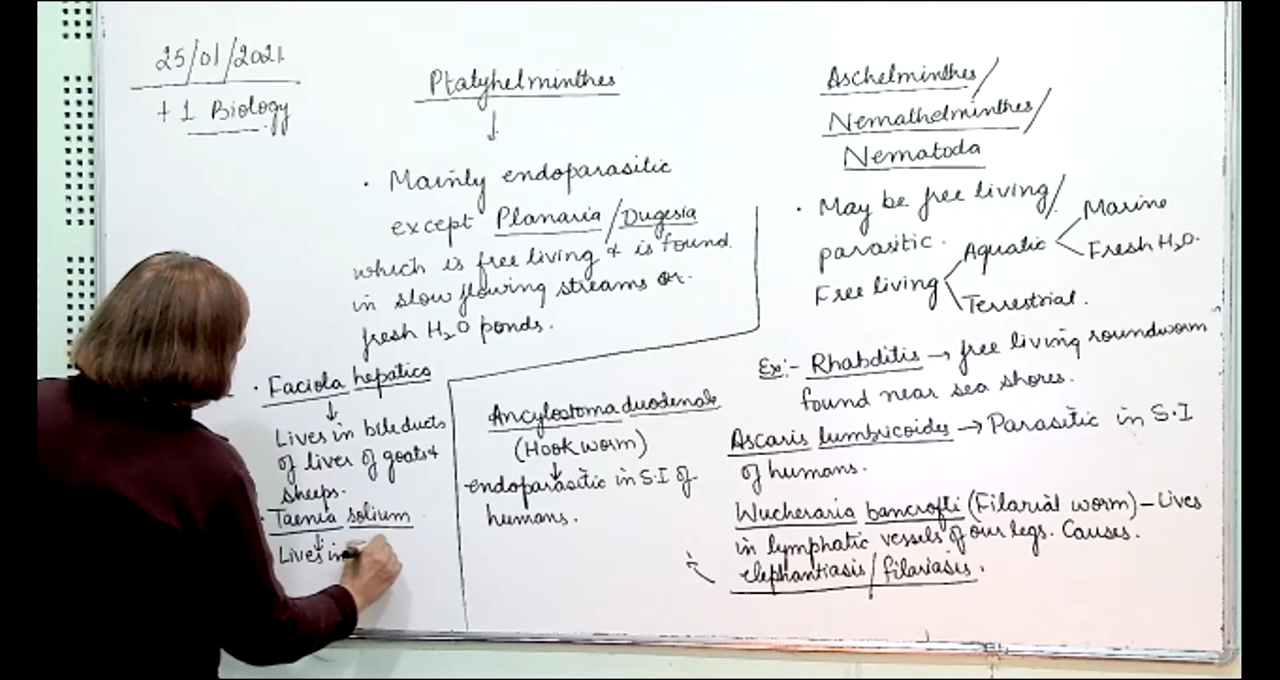 25/01/2021
+1 Biology
Platyhelminthes
↓
· Mainly endoparasitic
except Planaria/Dugesia
which is free living & is found
in slow flowing streams or
fresh H₂O ponds.
· Faciola hepatica
↓
Lives in bile ducts
of liver of goats &
sheeps.
· Taenia solium
↓
Lives in
Ancylostoma duodenale
(Hookworm)
↓
endoparasitic in S.I of
humans.
Aschelminthes/
Nemathelminthes/
Nematoda
· May be free living/
parasitic.
Free living
Aquatic
Marine
Fresh H₂O.
Terrestrial.
Ex:- Rhabditis → free living roundworm
found near sea shores.
Ascaris lumbricoides → Parasitic in S.I
of humans.
Wucheraria bancrofti (Filarial worm) - Lives
in lymphatic vessels of our legs. Causes.
elephantiasis/filariasis.